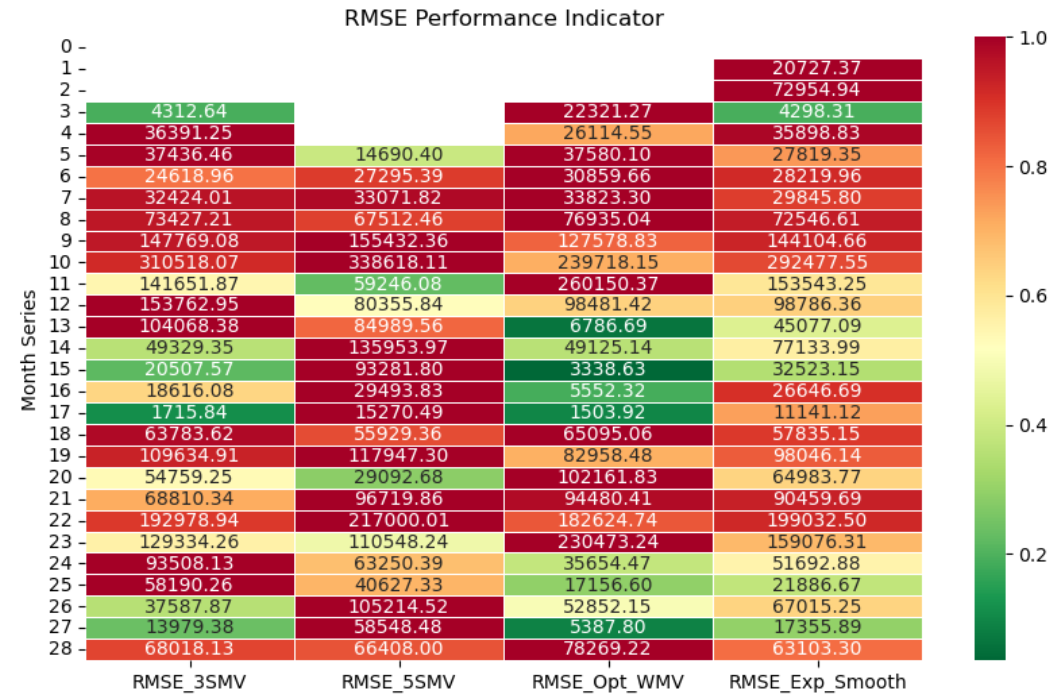 RMSE Performance Indicator
0
1 20727.37
2 72954.94
3 4312.64 22321.27 4298.31
4 36391.25 26114.55 35898.83
5 37436.46 14690.40 37580.10 27819.35
6 24618.96 27295.39 30859.66 28219.96
7 32424.01 33071.82 33823.30 29845.80
8 73427.21 67512.46 76935.04 72546.61
9 147769.08 155432.36 127578.83 144104.66
10 310518.07 338618.11 239718.15 292477.55
11 141651.87 59246.08 260150.37 153543.25
12 153762.95 80355.84 98481.42 98786.36
13 104068.38 84989.56 6786.69 45077.09
14 49329.35 135953.97 49125.14 77133.99
15 20507.57 93281.80 3338.63 32523.15
16 18616.08 29493.83 5552.32 26646.69
17 1715.84 15270.49 1503.92 11141.12
18 63783.62 55929.36 65095.06 57835.15
19 109634.91 117947.30 82958.48 98046.14
20 54759.25 29092.68 102161.83 64983.77
21 68810.34 96719.86 94480.41 90459.69
22 192978.94 217000.01 182624.74 199032.50
23 129334.26 110548.24 230473.24 159076.31
24 93508.13 63250.39 35654.47 51692.88
25 58190.26 40627.33 17156.60 21886.67
26 37587.87 105214.52 52852.15 67015.25
27 13979.38 58548.48 5387.80 17355.89
28 68018.13 66408.00 78269.22 63103.30
RMSE_3SMV RMSE_5SMV RMSE_Opt_WMV RMSE_Exp_Smooth
Month Series
1.0
0.8
0.6
0.4
0.2